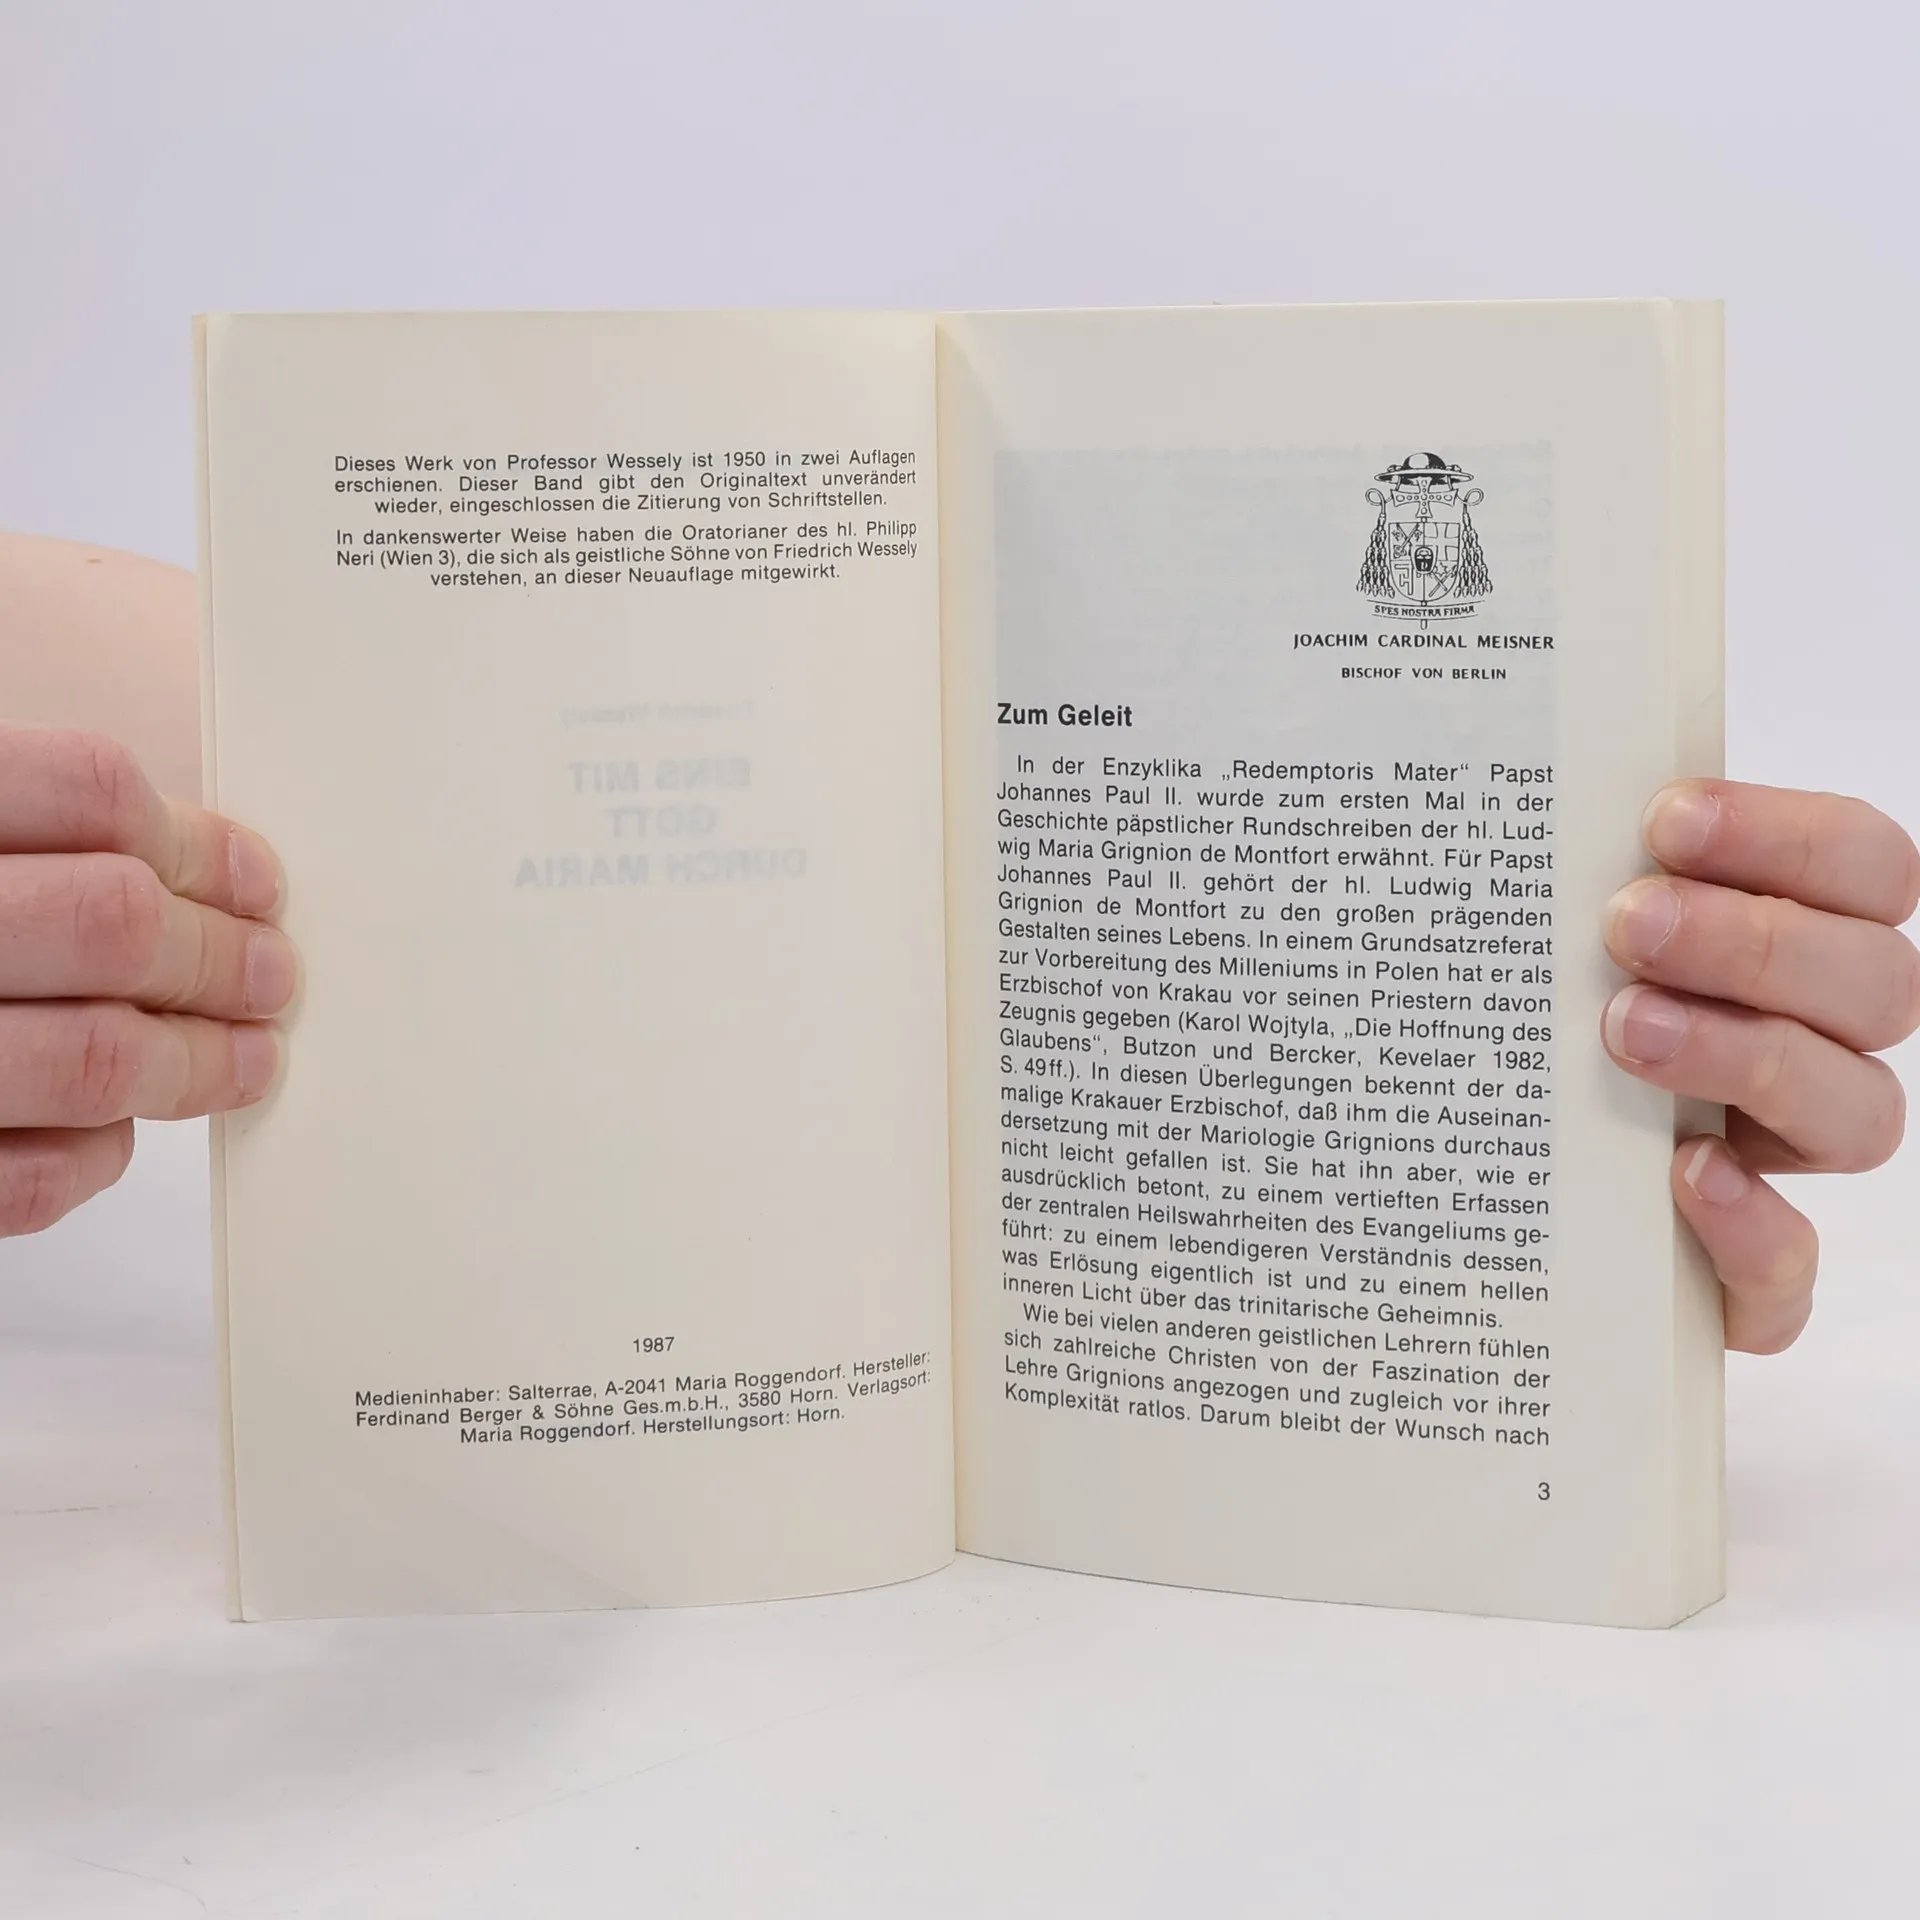 Dieses Werk von Professor Wessely ist 1950 in zwei Auflagen
erschienen. Dieser Band gibt den Originaltext unverändert
wieder, eingeschlossen die Zitierung von Schriftstellen.
In dankenswerter Weise haben die Oratorianer des hl. Philipp
Neri (Wien 3), die sich als geistliche Söhne von Friedrich Wessely
verstehen, an dieser Neuauflage mitgewirkt.
EINS MIT
GOTT
DURCH MARIA
1987
Medieninhaber: Salterrae, A-2041 Maria Roggendorf. Hersteller:
Ferdinand Berger & Söhne Ges.m.b.H., 3580 Horn. Verlagsort:
Maria Roggendorf. Herstellungsort: Horn.
SPES NOSTRA FIRMA
JOACHIM CARDINAL MEISNER
BISCHOF VON BERLIN
Zum Geleit
In der Enzyklika „Redemptoris Mater“ Papst
Johannes Paul II. wurde zum ersten Mal in der
Geschichte päpstlicher Rundschreiben der hl. Lud-
wig Maria Grignion de Montfort erwähnt. Für Papst
Johannes Paul II. gehört der hl. Ludwig Maria
Grignion de Montfort zu den großen prägenden
Gestalten seines Lebens. In einem Grundsatzreferat
zur Vorbereitung des Milleniums in Polen hat er als
Erzbischof von Krakau vor seinen Priestern davon
Zeugnis gegeben (Karol Wojtyla, „Die Hoffnung des
Glaubens“, Butzon und Bercker, Kevelaer 1982,
S. 49ff.). In diesen Überlegungen bekennt der da-
malige Krakauer Erzbischof, daß ihm die Auseinan-
dersetzung mit der Mariologie Grignions durchaus
nicht leicht gefallen ist. Sie hat ihn aber, wie er
ausdrücklich betont, zu einem vertieften Erfassen
der zentralen Heilswahrheiten des Evangeliums ge-
führt: zu einem lebendigeren Verständnis dessen,
was Erlösung eigentlich ist und zu einem hellen
inneren Licht über das trinitarische Geheimnis.
Wie bei vielen anderen geistlichen Lehrern fühlen
sich zahlreiche Christen von der Faszination der
Lehre Grignions angezogen und zugleich vor ihrer
Komplexität ratlos. Darum bleibt der Wunsch nach
3